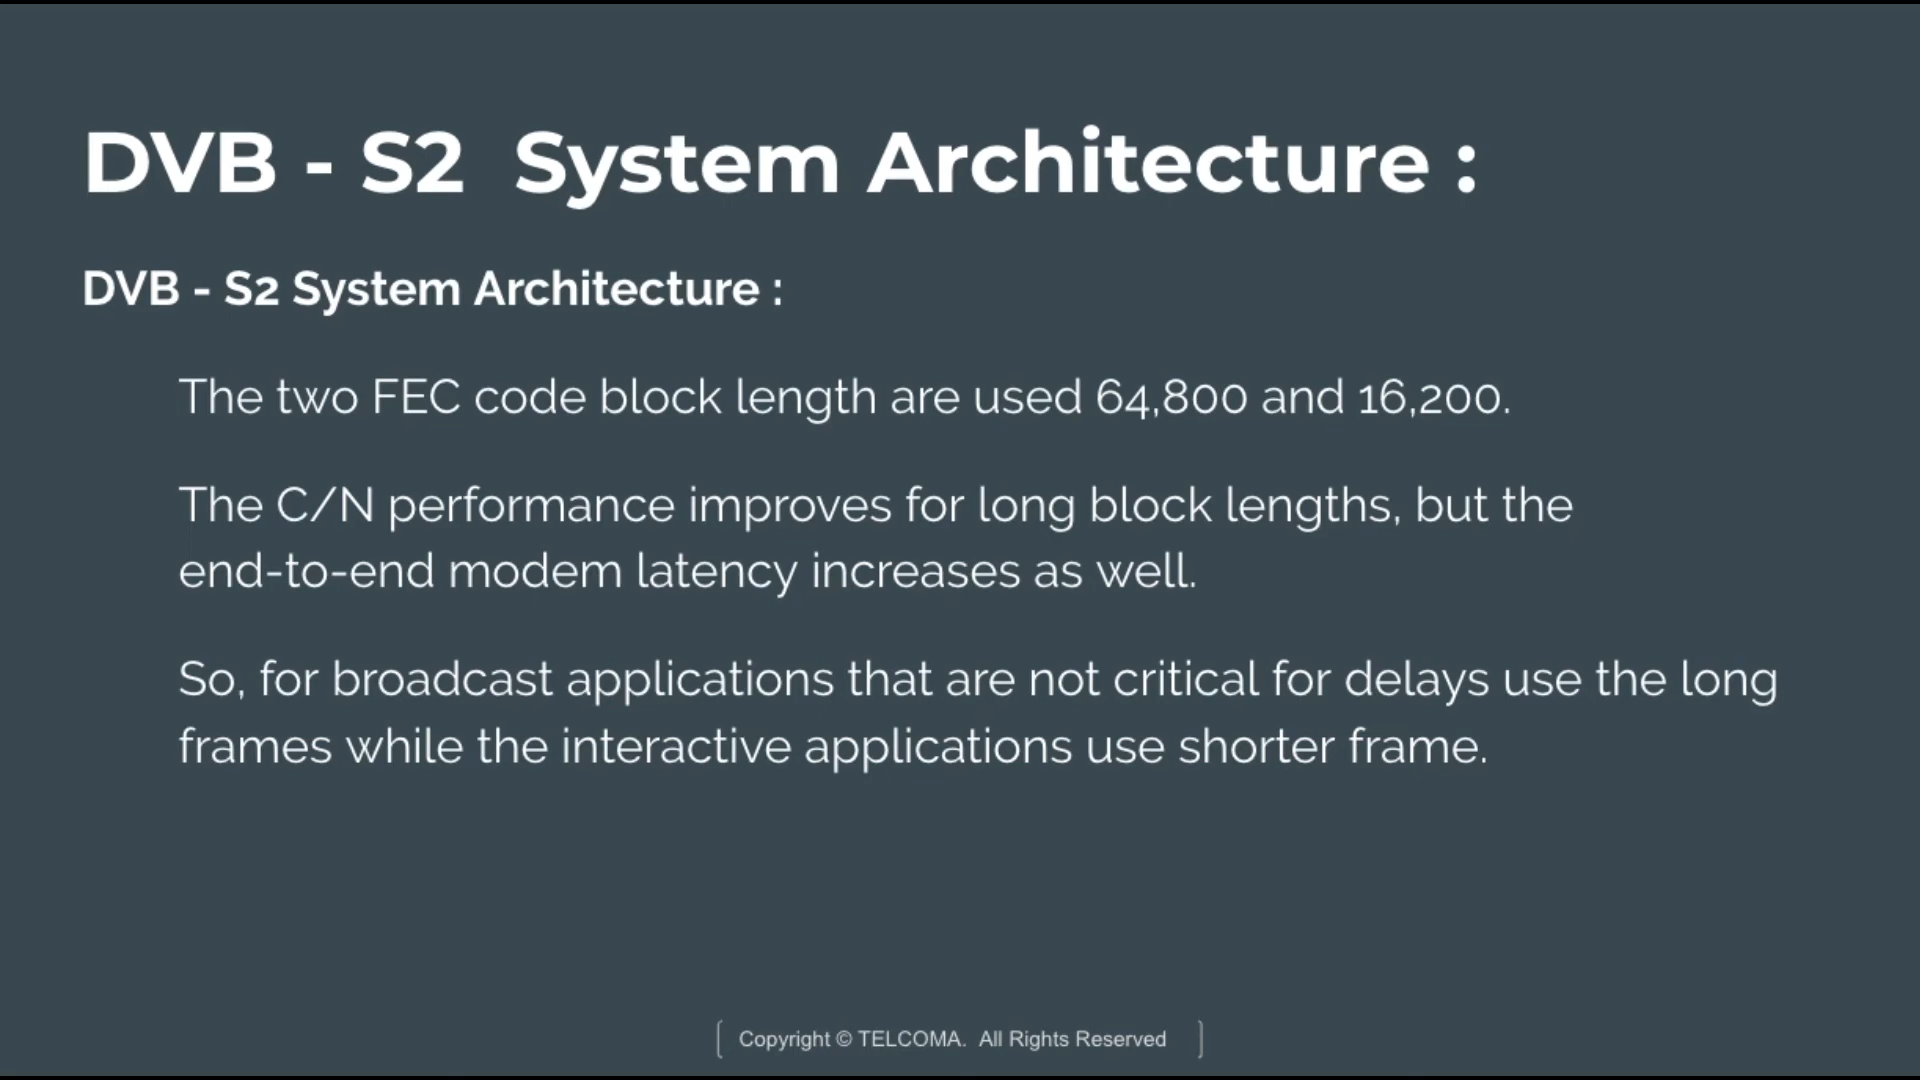 DVB - S2 System Architecture :
DVB - S2 System Architecture :
The two FEC code block length are used 64,800 and 16,200.
The C/N performance improves for long block lengths, but the
end-to-end modem latency increases as well.
So, for broadcast applications that are not critical for delays use the long
frames while the interactive applications use shorter frame.
Copyright © TELCOMA. All Rights Reserved